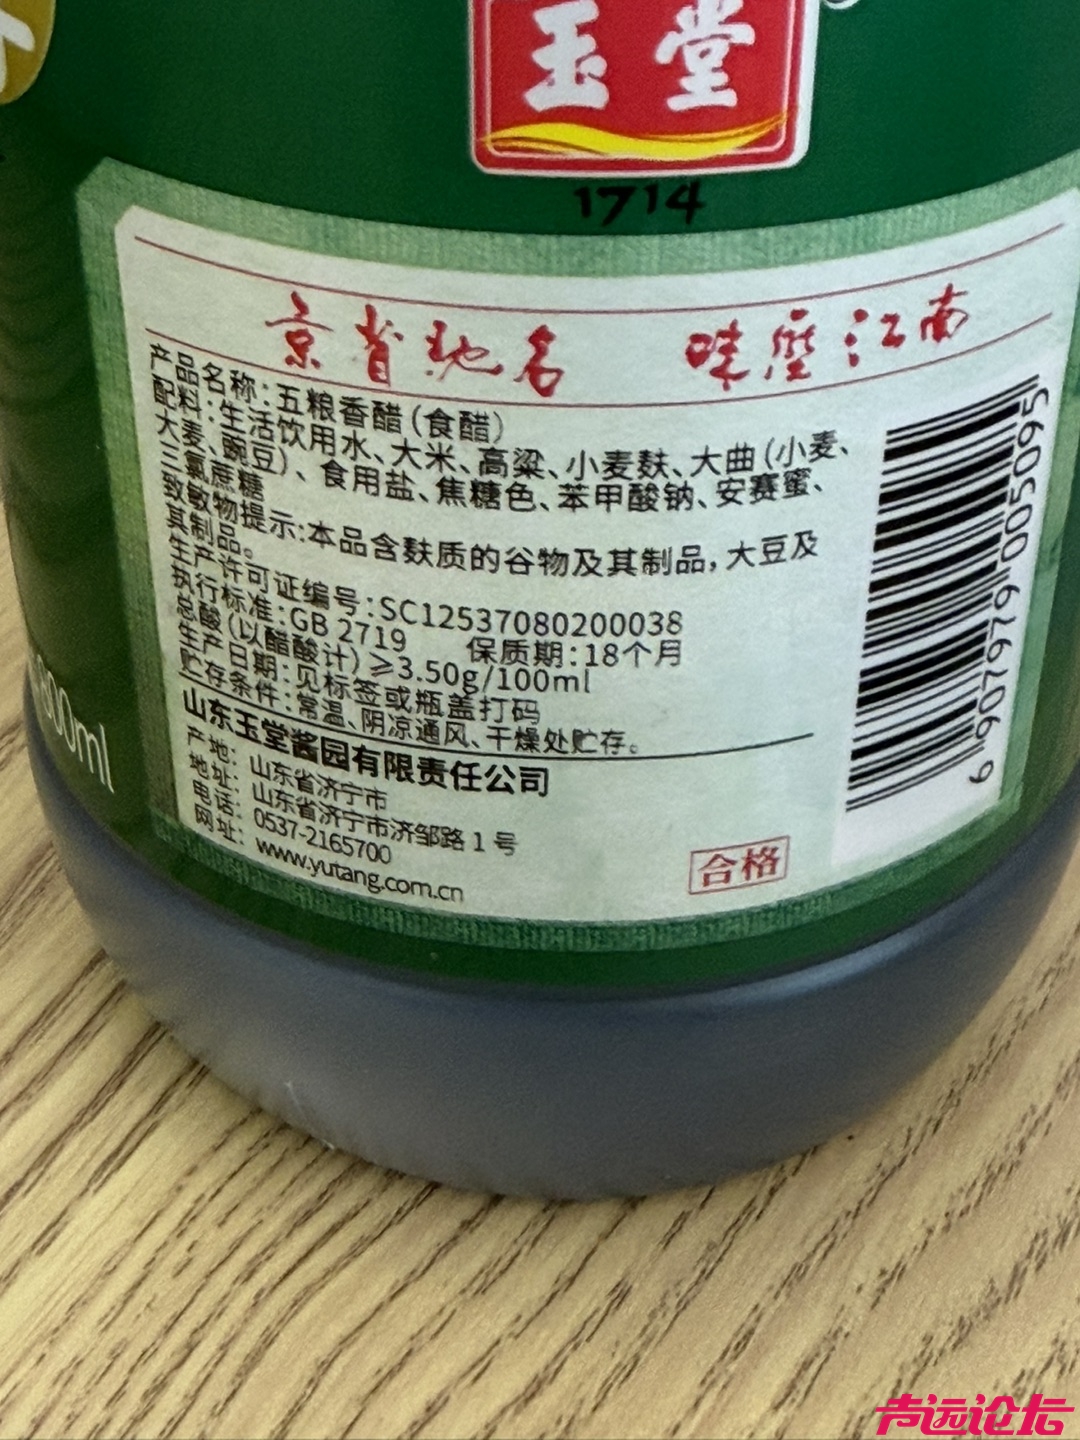 玉堂
1714
京省驰名 味压江南
产品名称：五粮香醋（食醋）
配料：生活饮用水、大米、高粱、小麦麸、大曲（小麦、
大麦、豌豆）、食用盐、焦糖色、苯甲酸钠、安赛蜜、
三氯蔗糖
致敏物提示：本品含麸质的谷物及其制品，大豆及
其制品。
生产许可证编号：SC12537080200038
执行标准：GB 2719 保质期：18个月
总酸（以醋酸计）≥3.50g/100ml
生产日期：见标签或瓶盖打码
贮存条件：常温、阴凉通风、干燥处贮存。
山东玉堂酱园有限责任公司
产地：山东省济宁市
地址：山东省济宁市济邹路1号
电话：0537-2165700
网址：www.yutang.com.cn
合格
6 907979 005095
800ml
声远论坛